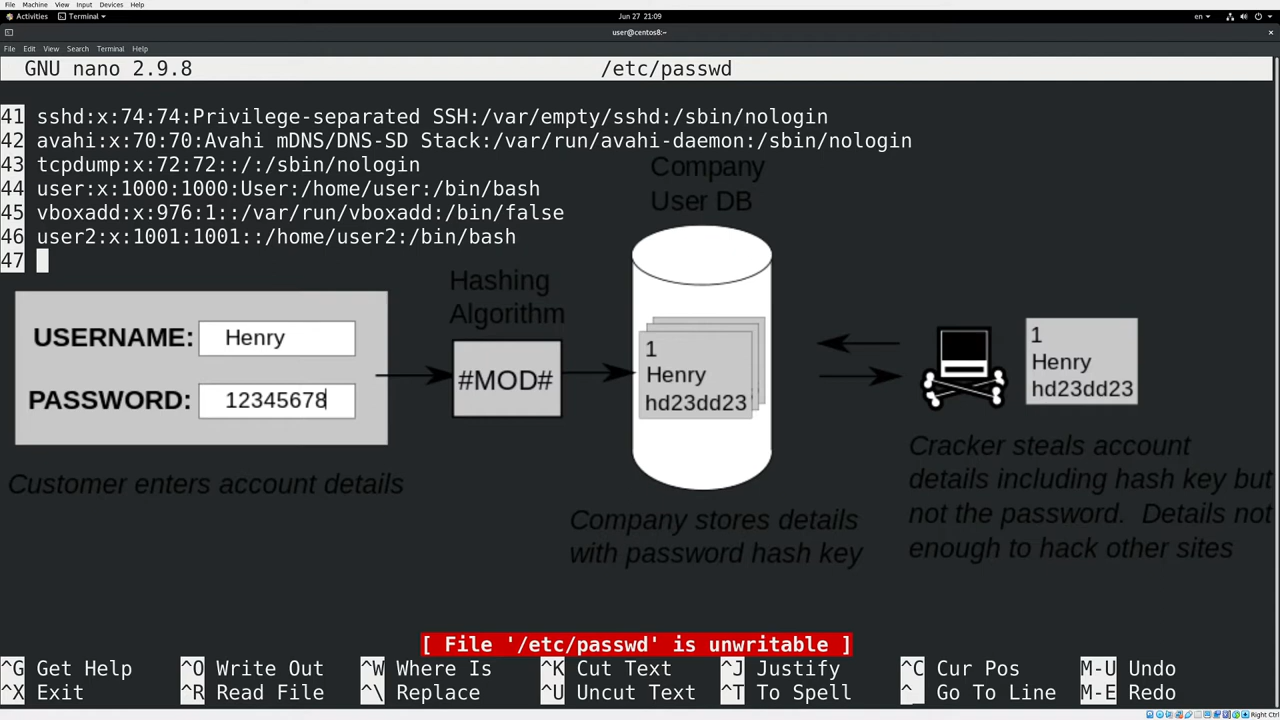 File Machine View Input Devices Help
Activities Terminal Jun 27 21:09 en
user@centos8:~
File Edit View Search Terminal Help
GNU nano 2.9.8 /etc/passwd
41 sshd:x:74:74:Privilege-separated SSH:/var/empty/sshd:/sbin/nologin
42 avahi:x:70:70:Avahi mDNS/DNS-SD Stack:/var/run/avahi-daemon:/sbin/nologin
43 tcpdump:x:72:72::/:/sbin/nologin
44 user:x:1000:1000:User:/home/user:/bin/bash
45 vboxadd:x:976:1::/var/run/vboxadd:/bin/false
46 user2:x:1001:1001::/home/user2:/bin/bash
47
Company
User DB
Hashing
Algorithm
USERNAME: Henry
PASSWORD: 12345678
#MOD#
1
Henry
hd23dd23
1
Henry
hd23dd23
Customer enters account details
Company stores details
with password hash key
Cracker steals account
details including hash key but
not the password. Details not
enough to hack other sites
[ File '/etc/passwd' is unwritable ]
^G Get Help ^O Write Out ^W Where Is ^K Cut Text ^J Justify ^C Cur Pos M-U Undo
^X Exit ^R Read File ^\ Replace ^U Uncut Text ^T To Spell ^_ Go To Line M-E Redo
Right Ctrl